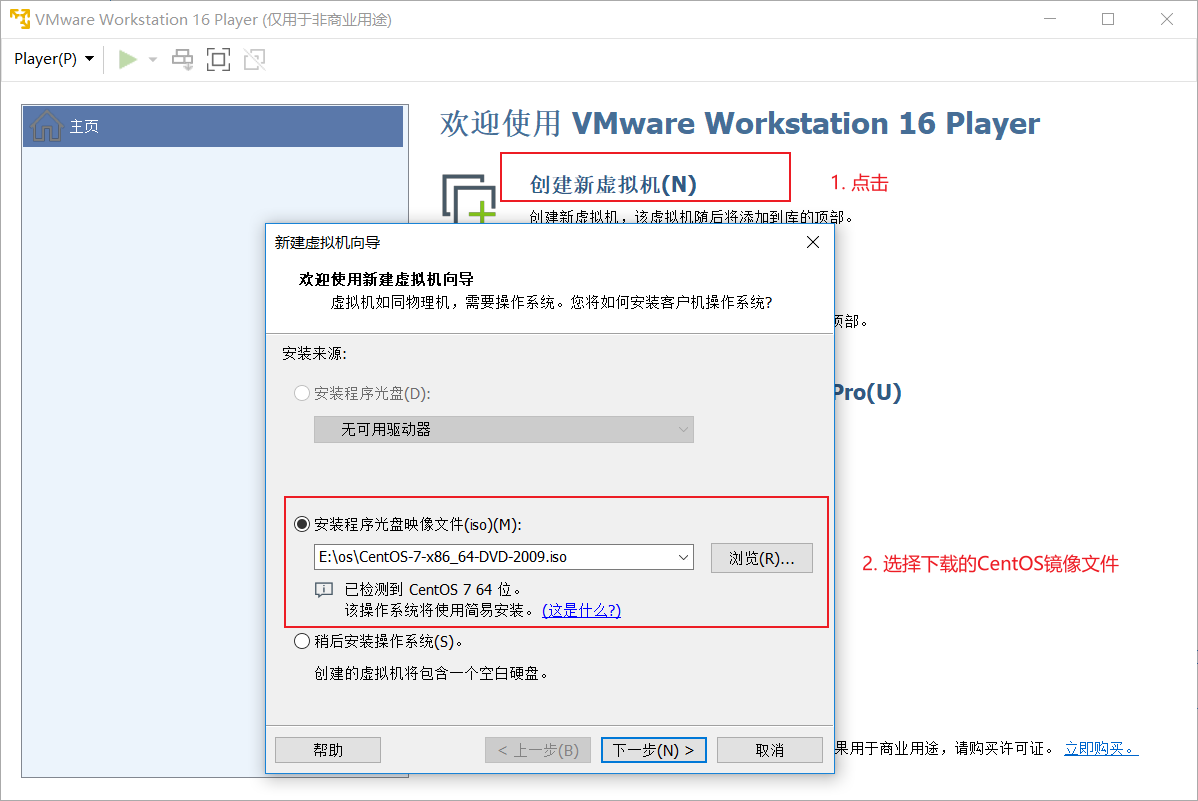 VMware Workstation 16 Player (仅用于非商业用途)
Player(P)
主页
欢迎使用 VMware Workstation 16 Player
创建新虚拟机(N)
1. 点击
创建新虚拟机，该虚拟机随后将添加到库的顶部。
新建虚拟机向导
欢迎使用新建虚拟机向导
虚拟机如同物理机，需要操作系统。您将如何安装客户机操作系统?
顶部。
安装来源:
安装程序光盘(D):
Pro(U)
无可用驱动器
安装程序光盘映像文件(iso)(M):
E:\os\CentOS-7-x86_64-DVD-2009.iso
浏览(R)...
2. 选择下载的CentOS镜像文件
已检测到 CentOS 7 64 位。
该操作系统将使用简易安装。(这是什么?)
稍后安装操作系统(S)。
创建的虚拟机将包含一个空白硬盘。
帮助
< 上一步(B)
下一步(N) >
取消
果用于商业用途，请购买许可证。 立即购买。